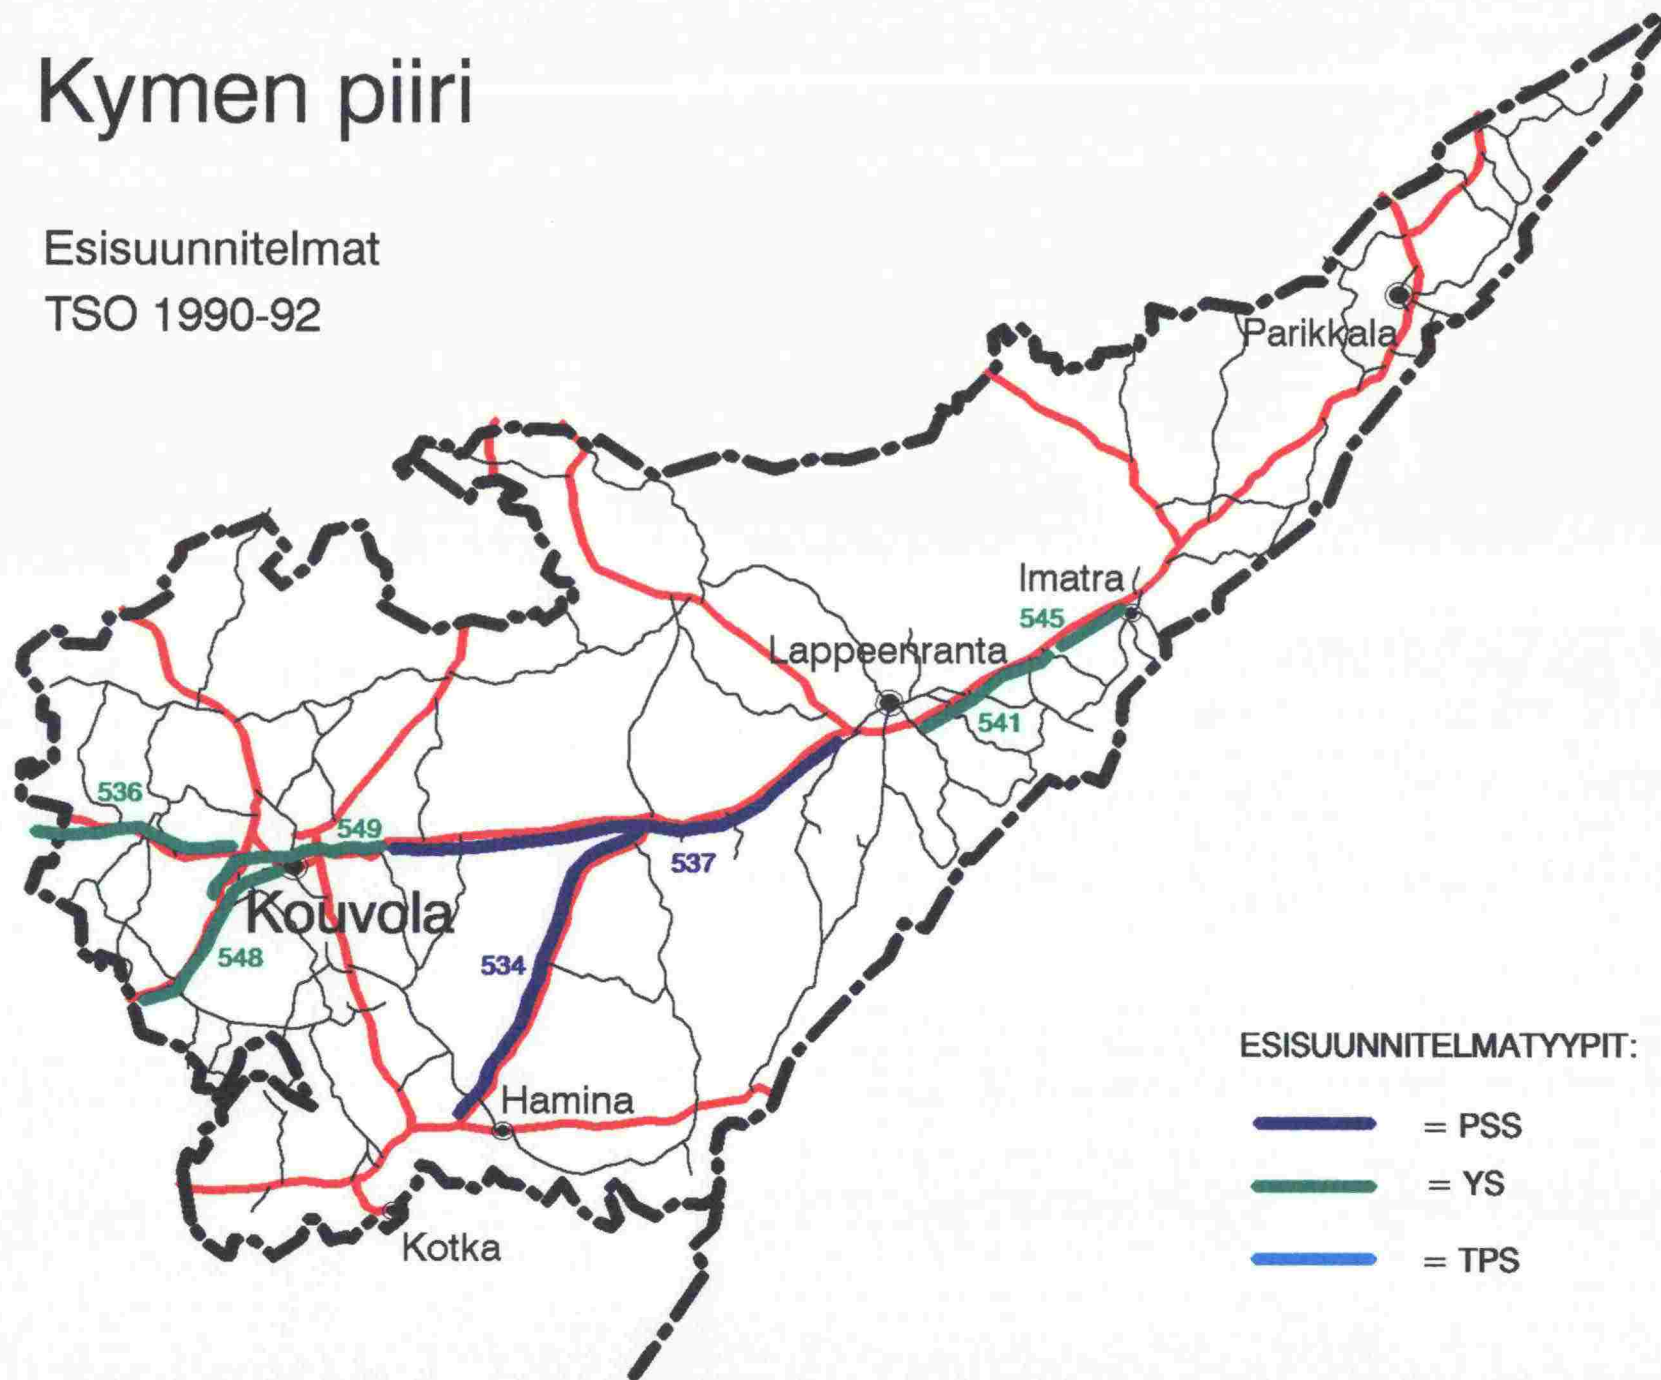 Kymen piiri
Esisuunnitelmat
TSO 1990-92
Parikkala
Imatra
545
Lappeenranta
541
536
549
537
Kouvola
548
534
Hamina
Kotka
ESISUUNNITELMATYYPIT:
= PSS
= YS
= TPS